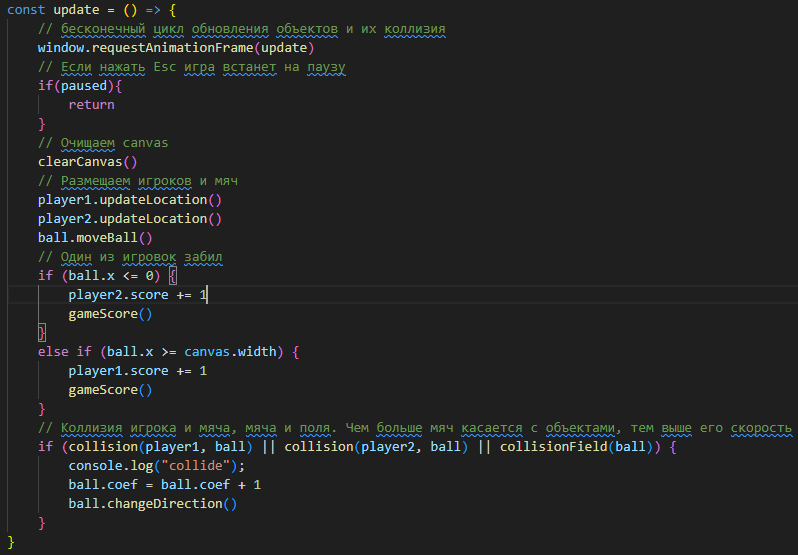 const update = () => {
    // бесконечный цикл обновления объектов и их коллизия
    window.requestAnimationFrame(update)
    // Если нажать Esc игра встанет на паузу
    if(paused){
        return
    }
    // Очищаем canvas
    clearCanvas()
    // Размещаем игроков и мяч
    player1.updateLocation()
    player2.updateLocation()
    ball.moveBall()
    // Один из игровок забил
    if (ball.x <= 0) {
        player2.score += 1
        gameScore()
    }
    else if (ball.x >= canvas.width) {
        player1.score += 1
        gameScore()
    }
    // Коллизия игрока и мяча, мяча и поля. Чем больше мяч касается с объектами, тем выше его скорость
    if (collision(player1, ball) || collision(player2, ball) || collisionField(ball)) {
        console.log("collide");
        ball.coef = ball.coef + 1
        ball.changeDirection()
    }
}